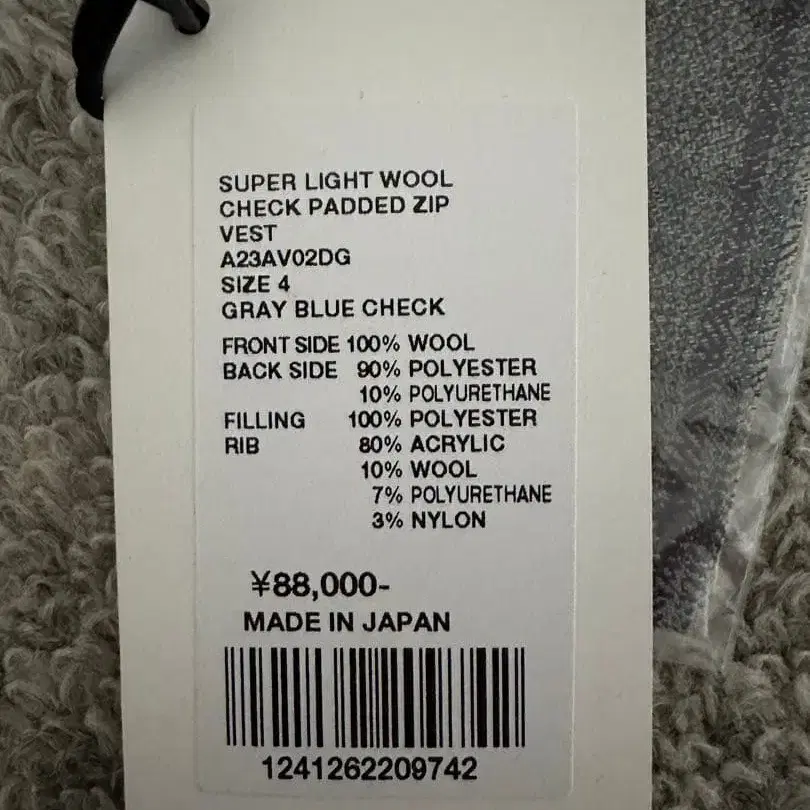 SUPER LIGHT WOOL
CHECK PADDED ZIP
VEST
A23AV02DG
SIZE 4
GRAY BLUE CHECK
FRONT SIDE 100% WOOL
BACK SIDE 90% POLYESTER
10% POLYURETHANE
FILLING 100% POLYESTER
RIB 80% ACRYLIC
10% WOOL
7% POLYURETHANE
3% NYLON
¥88,000-
MADE IN JAPAN
1241262209742